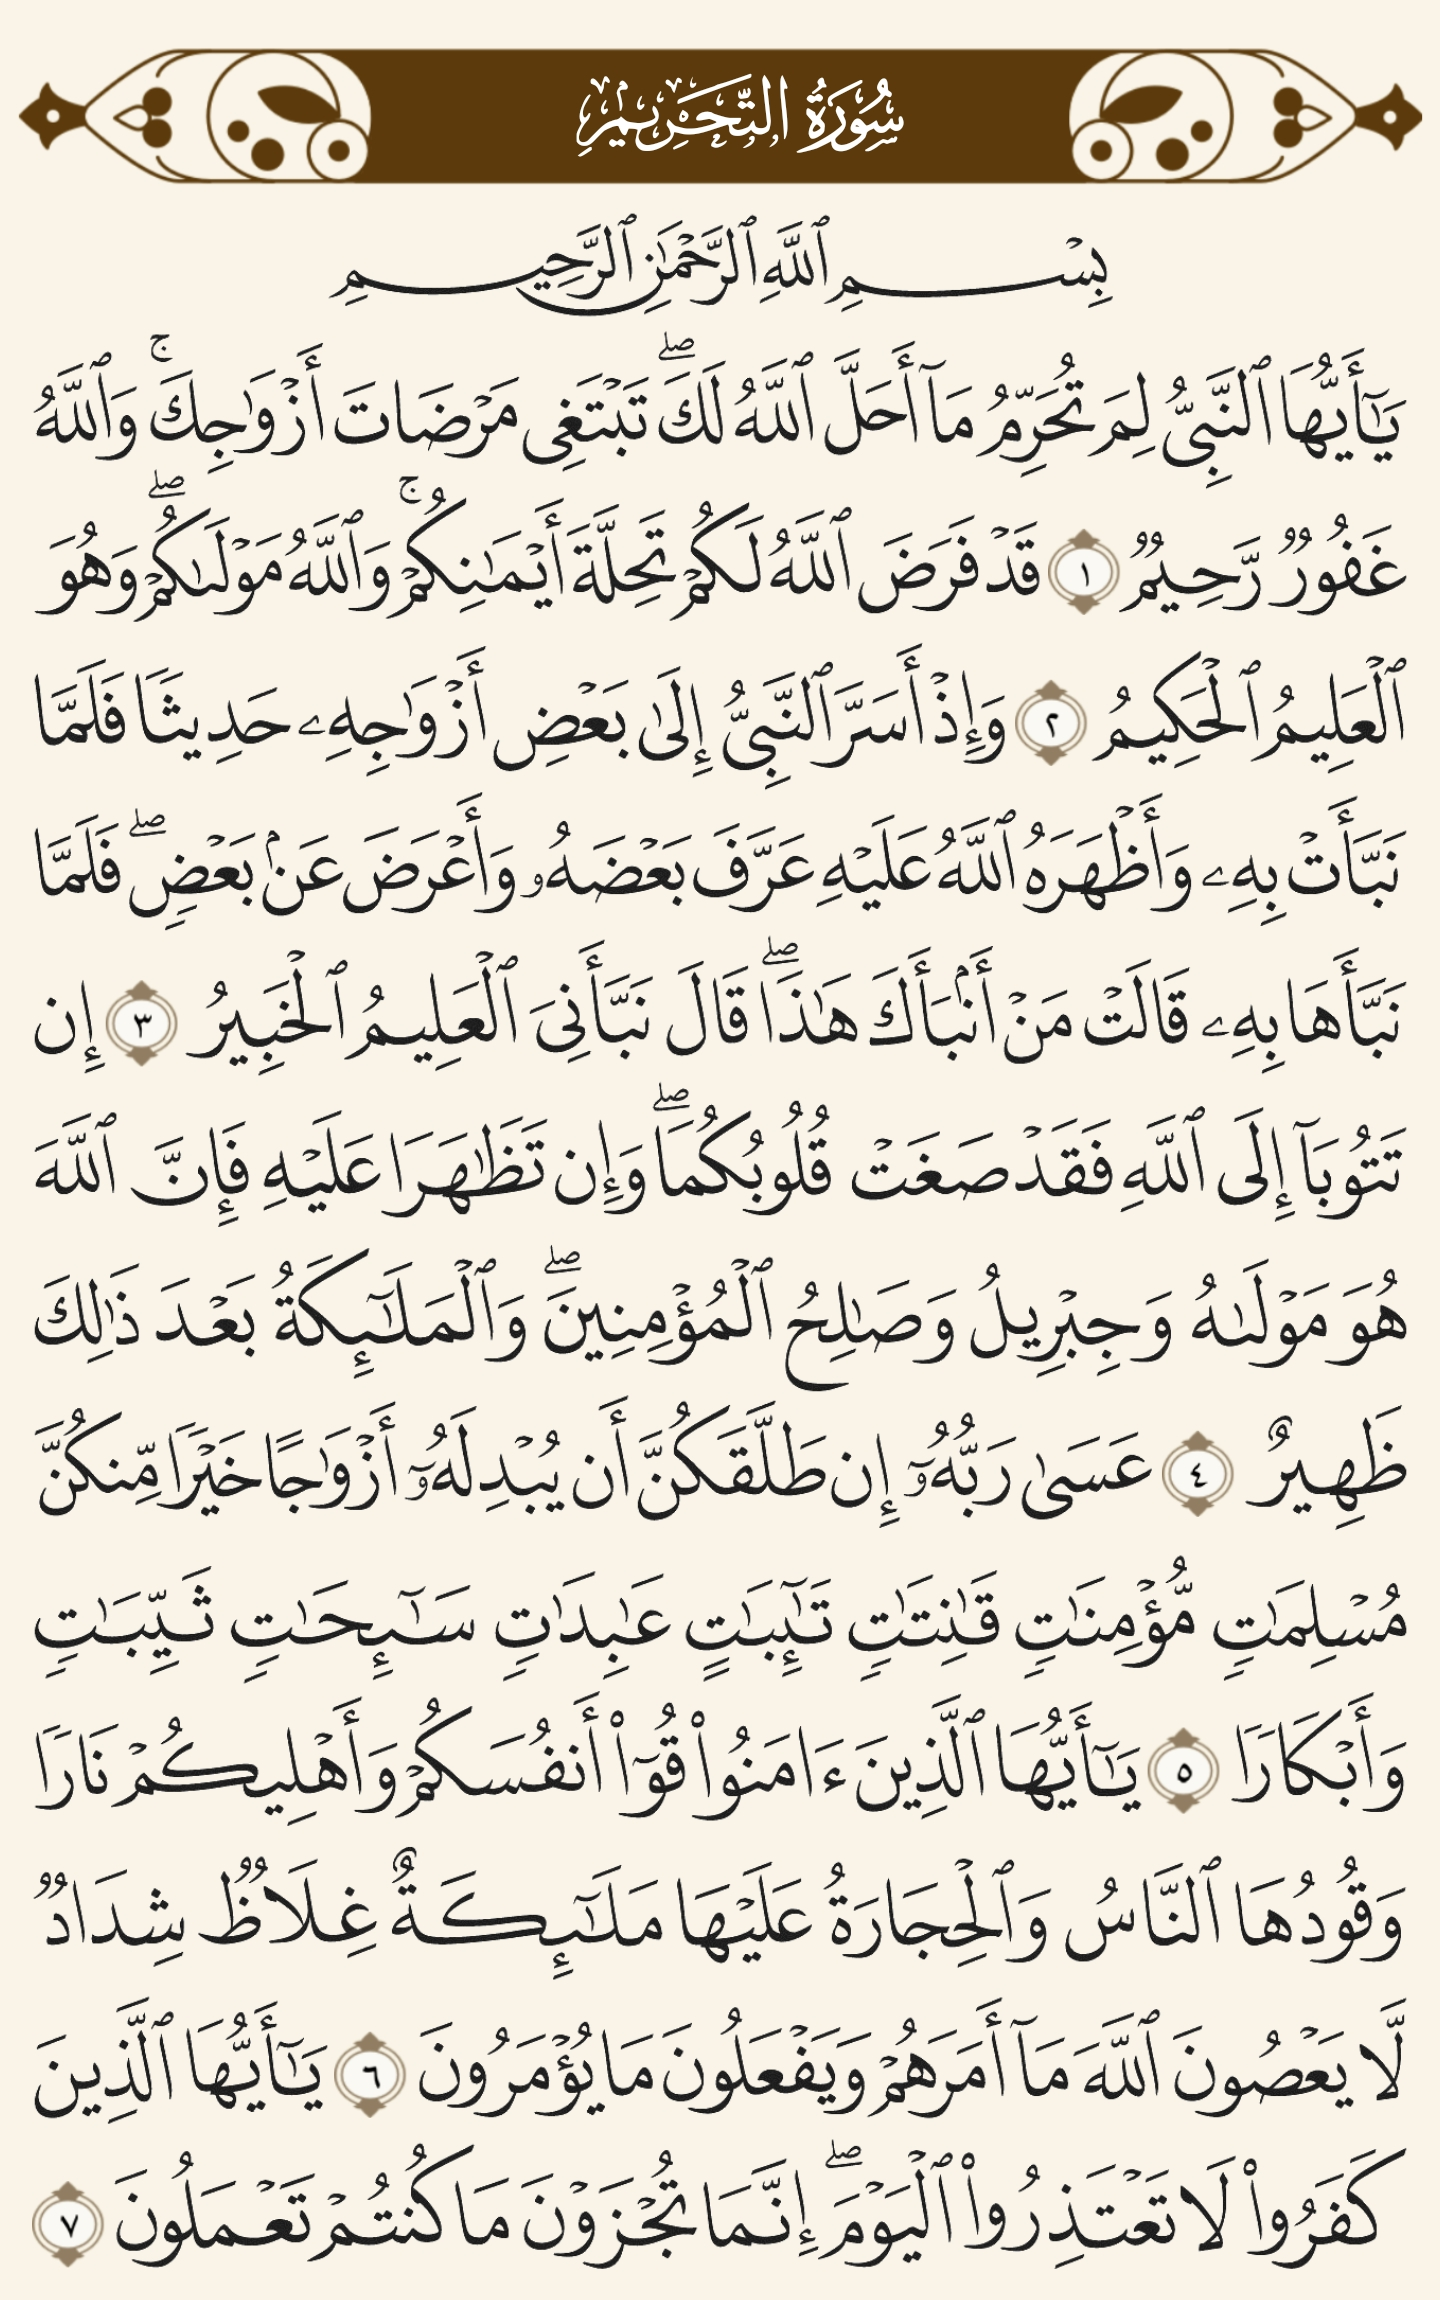 سُورَةُ التَّحْرِيمِ
بِسْمِ ٱللَّهِ ٱلرَّحْمَٰنِ ٱلرَّحِيمِ
يَٰٓأَيُّهَا ٱلنَّبِىُّ لِمَ تُحَرِّمُ مَآ أَحَلَّ ٱللَّهُ لَكَۖ تَبْتَغِى مَرْضَاتَ أَزْوَٰجِكَۚ وَٱللَّهُ
غَفُورٌ رَّحِيمٌ ١ قَدْ فَرَضَ ٱللَّهُ لَكُمْ تَحِلَّةَ أَيْمَٰنِكُمْۚ وَٱللَّهُ مَوْلَىٰكُمْۖ وَهُوَ
ٱلْعَلِيمُ ٱلْحَكِيمُ ٢ وَإِذْ أَسَرَّ ٱلنَّبِىُّ إِلَىٰ بَعْضِ أَزْوَٰجِهِۦ حَدِيثًا فَلَمَّا
نَبَّأَتْ بِهِۦ وَأَظْهَرَهُ ٱللَّهُ عَلَيْهِ عَرَّفَ بَعْضَهُۥ وَأَعْرَضَ عَنۢ بَعْضٍۖ فَلَمَّا
نَبَّأَهَا بِهِۦ قَالَتْ مَنْ أَنۢبَأَكَ هَٰذَاۖ قَالَ نَبَّأَنِىَ ٱلْعَلِيمُ ٱلْخَبِيرُ ٣ إِن
تَتُوبَآ إِلَى ٱللَّهِ فَقَدْ صَغَتْ قُلُوبُكُمَاۖ وَإِن تَظَٰهَرَا عَلَيْهِ فَإِنَّ ٱللَّهَ
هُوَ مَوْلَىٰهُ وَجِبْرِيلُ وَصَٰلِحُ ٱلْمُؤْمِنِينَۖ وَٱلْمَلَٰٓئِكَةُ بَعْدَ ذَٰلِكَ
ظَهِيرٌ ٤ عَسَىٰ رَبُّهُۥٓ إِن طَلَّقَكُنَّ أَن يُبْدِلَهُۥٓ أَزْوَٰجًا خَيْرًا مِّنكُنَّ
مُسْلِمَٰتٍ مُّؤْمِنَٰتٍ قَٰنِتَٰتٍ تَٰٓئِبَٰتٍ عَٰبِدَٰتٍ سَٰٓئِحَٰتٍ ثَيِّبَٰتٍ
وَأَبْكَارًا ٥ يَٰٓأَيُّهَا ٱلَّذِينَ ءَامَنُوا۟ قُوٓا۟ أَنفُسَكُمْ وَأَهْلِيكُمْ نَارًا
وَقُودُهَا ٱلنَّاسُ وَٱلْحِجَارَةُ عَلَيْهَا مَلَٰٓئِكَةٌ غِلَاظٌ شِدَادٌ
لَّا يَعْصُونَ ٱللَّهَ مَآ أَمَرَهُمْ وَيَفْعَلُونَ مَا يُؤْمَرُونَ ٦ يَٰٓأَيُّهَا ٱلَّذِينَ
كَفَرُوا۟ لَا تَعْتَذِرُوا۟ ٱلْيَوْمَۖ إِنَّمَا تُجْزَوْنَ مَا كُنتُمْ تَعْمَلُونَ ٧